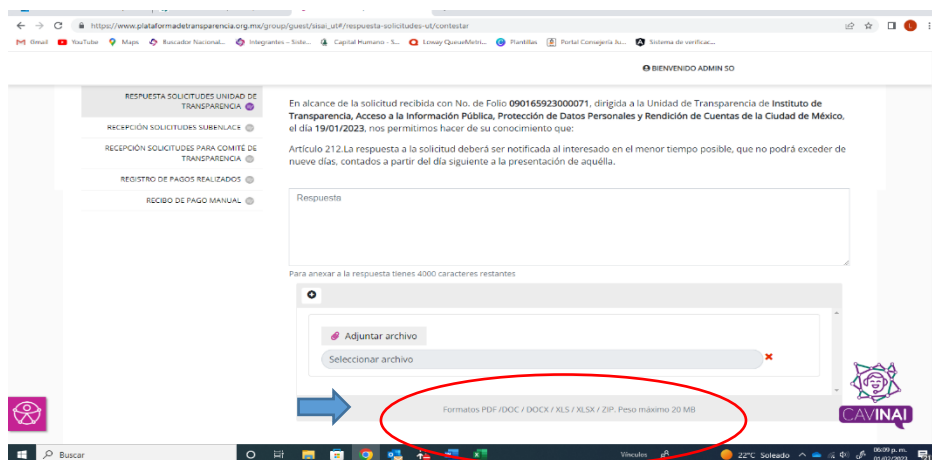 https://www.plataformadetransparencia.org.mx/group/guest/sisai_ut#/respuesta-solicitudes-ut/contestar
Gmail YouTube Maps Buscador Nacional... Integrantes – Siste... Capital Humano - S... Loway QueueMetri... Plantillas Portal Consejería Ju... Sistema de verificac...
BIENVENIDO ADMIN SO
RESPUESTA SOLICITUDES UNIDAD DE
TRANSPARENCIA
RECEPCIÓN SOLICITUDES SUBENLACE
RECEPCIÓN SOLICITUDES PARA COMITÉ DE
TRANSPARENCIA
REGISTRO DE PAGOS REALIZADOS
RECIBO DE PAGO MANUAL
En alcance de la solicitud recibida con No. de Folio 090165923000071, dirigida a la Unidad de Transparencia de Instituto de
Transparencia, Acceso a la Información Pública, Protección de Datos Personales y Rendición de Cuentas de la Ciudad de México,
el día 19/01/2023, nos permitimos hacer de su conocimiento que:
Artículo 212.La respuesta a la solicitud deberá ser notificada al interesado en el menor tiempo posible, que no podrá exceder de
nueve días, contados a partir del día siguiente a la presentación de aquélla.
Respuesta
Para anexar a la respuesta tienes 4000 caracteres restantes
Adjuntar archivo
Seleccionar archivo
Formatos PDF /DOC / DOCX / XLS / XLSX / ZIP. Peso máximo 20 MB
CAVINAI
Buscar
Vínculos
22°C Soleado
06:09 p. m.
01/02/2023